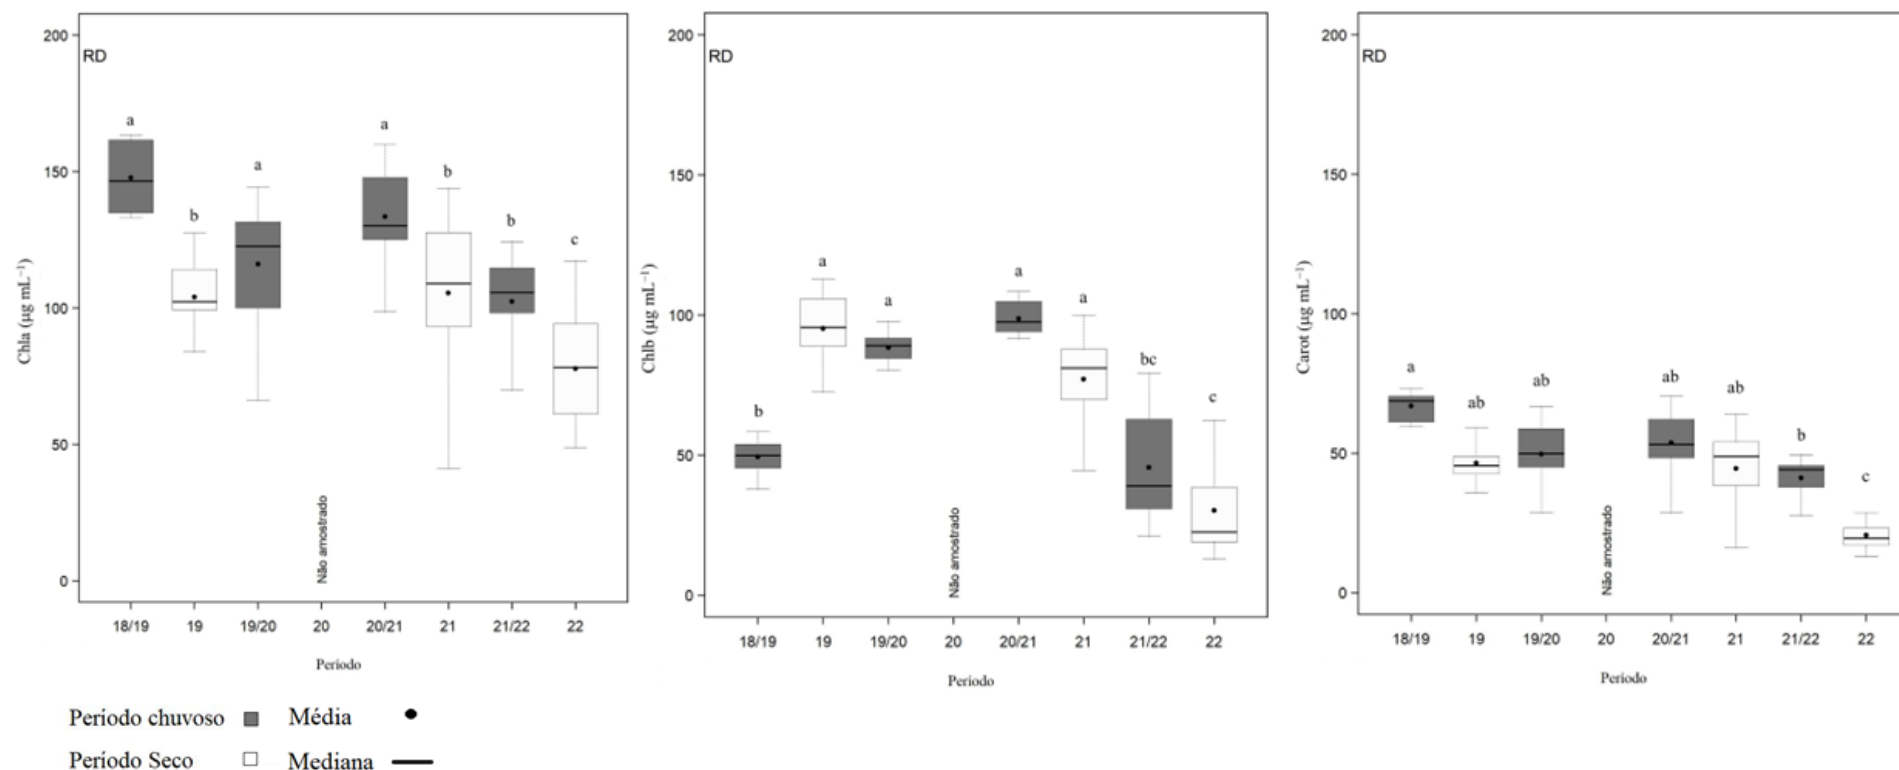 200
150
100
50
0
Chla (µg mL⁻¹)
RD
a
b
a
a
b
b
c
Não amostrado
18/19 19 19/20 20 20/21 21 21/22 22
Período
200
150
100
50
0
Chlb (µg mL⁻¹)
RD
b
a
a
a
a
bc
c
Não amostrado
18/19 19 19/20 20 20/21 21 21/22 22
Período
200
150
100
50
0
Carot (µg mL⁻¹)
RD
a
ab
ab
ab
ab
b
c
Não amostrado
18/19 19 19/20 20 20/21 21 21/22 22
Período
Período chuvoso Média
Período Seco Mediana